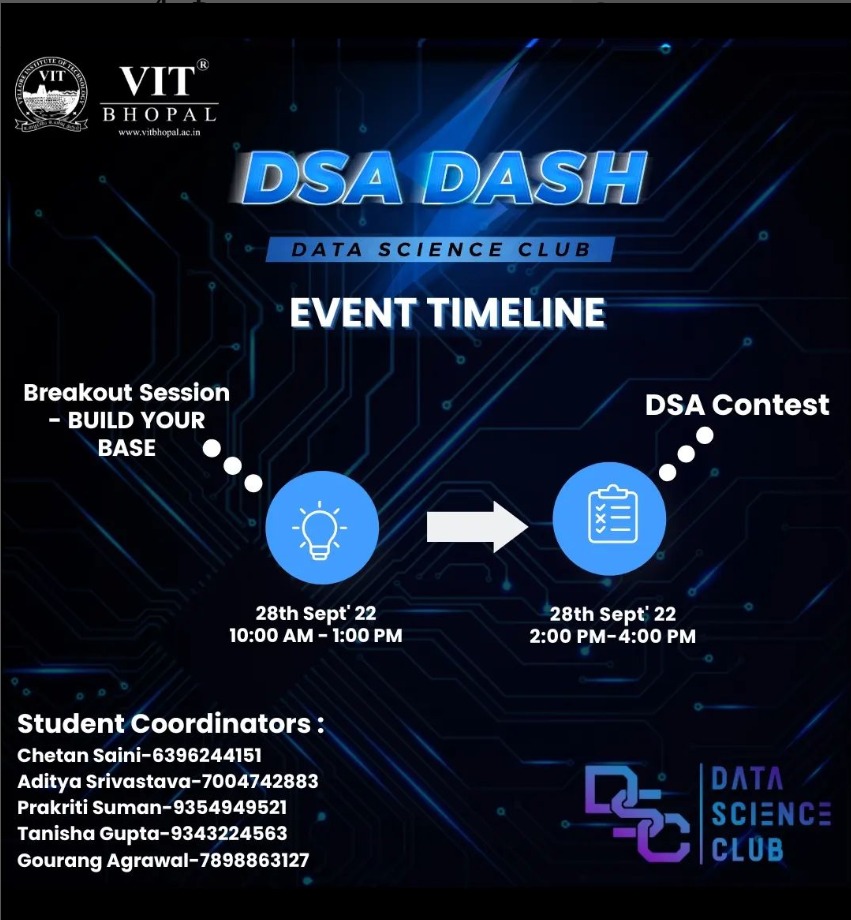 VIT
VIT®
BHOPAL
www.vitbhopal.ac.in
DSA DASH
DATA SCIENCE CLUB
EVENT TIMELINE
Breakout Session
- BUILD YOUR
BASE
DSA Contest
28th Sept' 22
10:00 AM - 1:00 PM
28th Sept' 22
2:00 PM-4:00 PM
Student Coordinators :
Chetan Saini-6396244151
Aditya Srivastava-7004742883
Prakriti Suman-9354949521
Tanisha Gupta-9343224563
Gourang Agrawal-7898863127
DSC
DATA
SCIENCE
CLUB